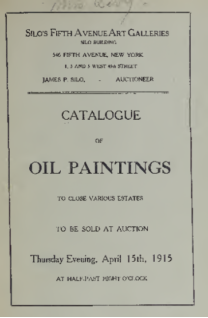 SILO'S FIFTH AVENUE ART GALLERIES
SILO BUILDING
546 FIFTH AVENUE, NEW YORK
1, 3 AND 5 WEST 45th STREET
JAMES P. SILO, - AUCTIONEER
CATALOGUE
OF
OIL PAINTINGS
TO CLOSE VARIOUS ESTATES
TO BE SOLD AT AUCTION
Thursday Evening, April 15th, 1915
AT HALF-PAST EIGHT O'CLOCK